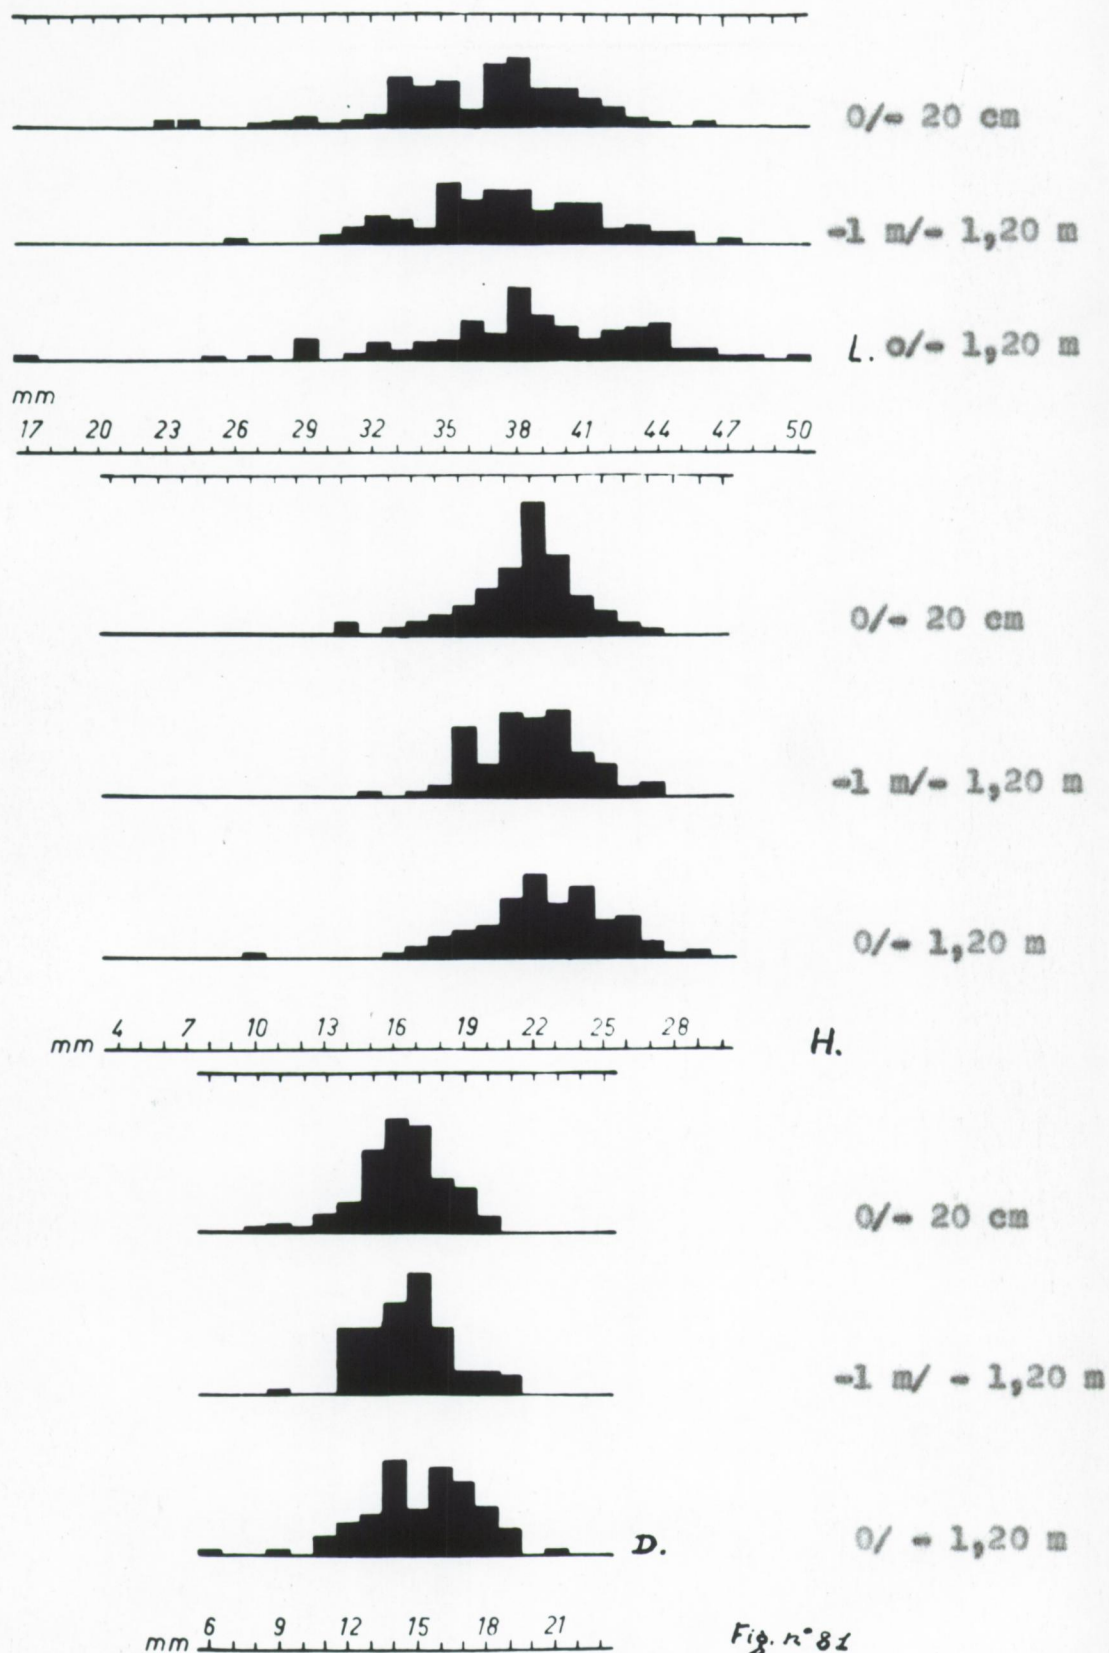 0/- 20 cm
-1 m/- 1,20 m
L. 0/- 1,20 m
mm
17 20 23 26 29 32 35 38 41 44 47 50
0/- 20 cm
-1 m/- 1,20 m
0/- 1,20 m
mm 4 7 10 13 16 19 22 25 28 H.
0/- 20 cm
-1 m/ - 1,20 m
D. 0/ - 1,20 m
mm 6 9 12 15 18 21 Fig. n° 81